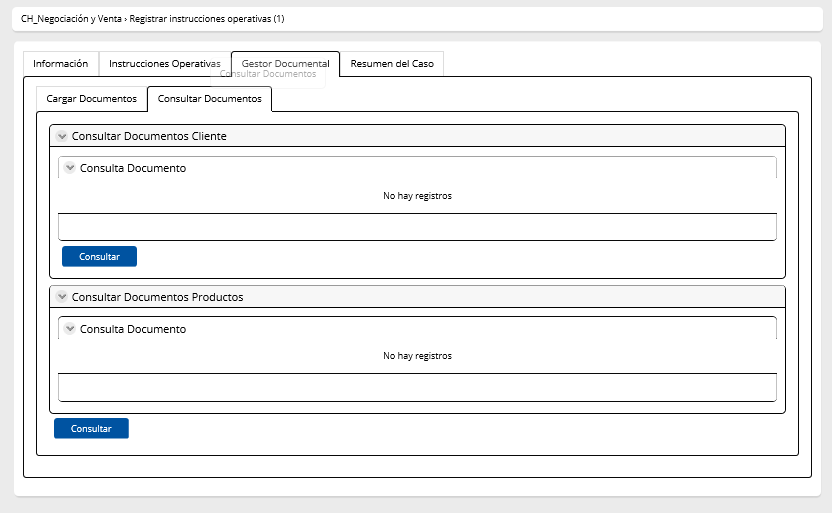 CH_Negociación y Venta › Registrar instrucciones operativas (1)
Información
Instrucciones Operativas
Gestor Documental
Resumen del Caso
Consultar Documentos
Cargar Documentos
Consultar Documentos
Consultar Documentos Cliente
Consulta Documento
No hay registros
Consultar
Consultar Documentos Productos
Consulta Documento
No hay registros
Consultar